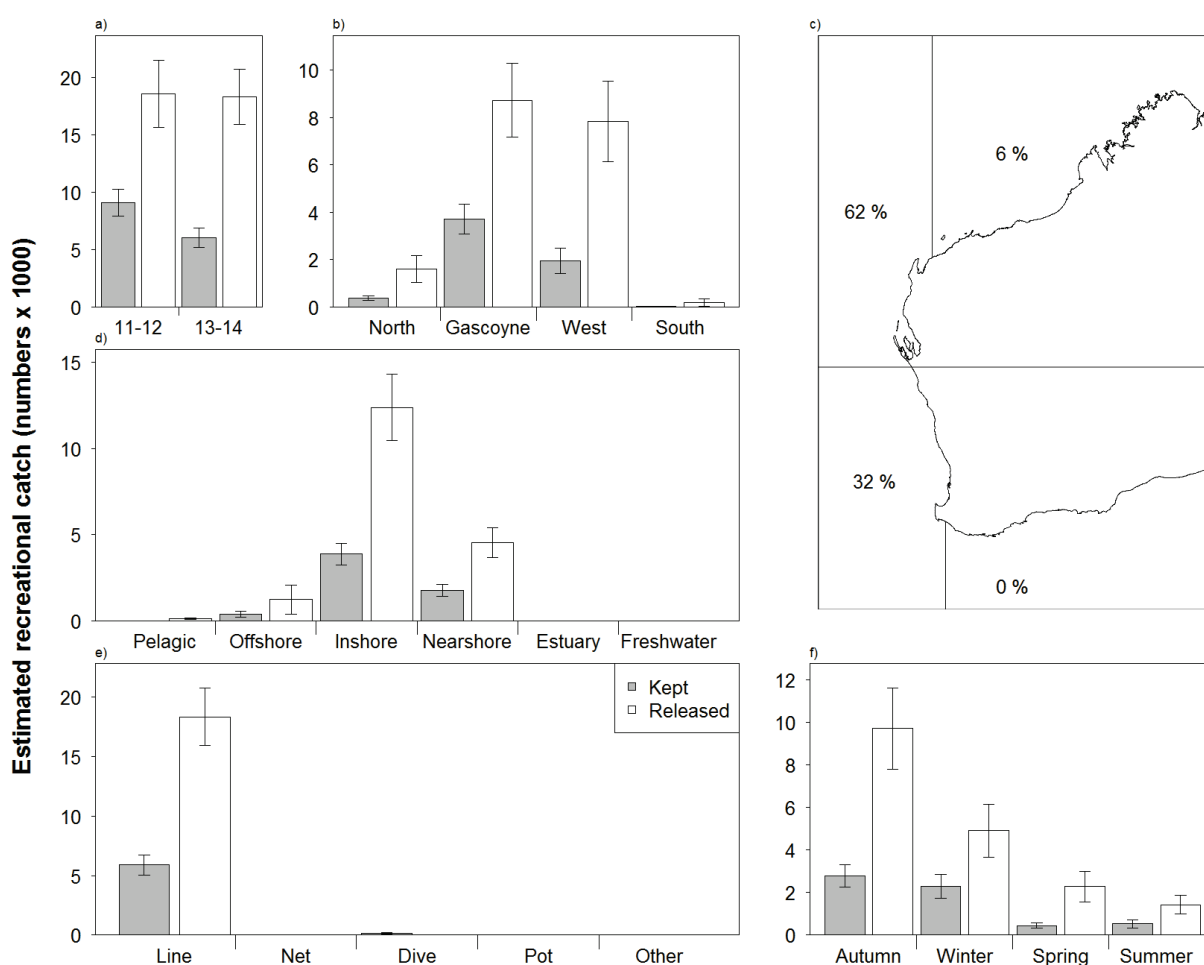 a)
20
15
10
5
0
11-12
13-14
b)
10
8
6
4
2
0
North
Gascoyne
West
South
c)
6 %
62 %
32 %
0 %
Estimated recreational catch (numbers x 1000)
d)
15
10
5
0
Pelagic
Offshore
Inshore
Nearshore
Estuary
Freshwater
e)
20
15
10
5
0
Line
Net
Dive
Pot
Other
Kept
Released
f)
12
10
8
6
4
2
0
Autumn
Winter
Spring
Summer